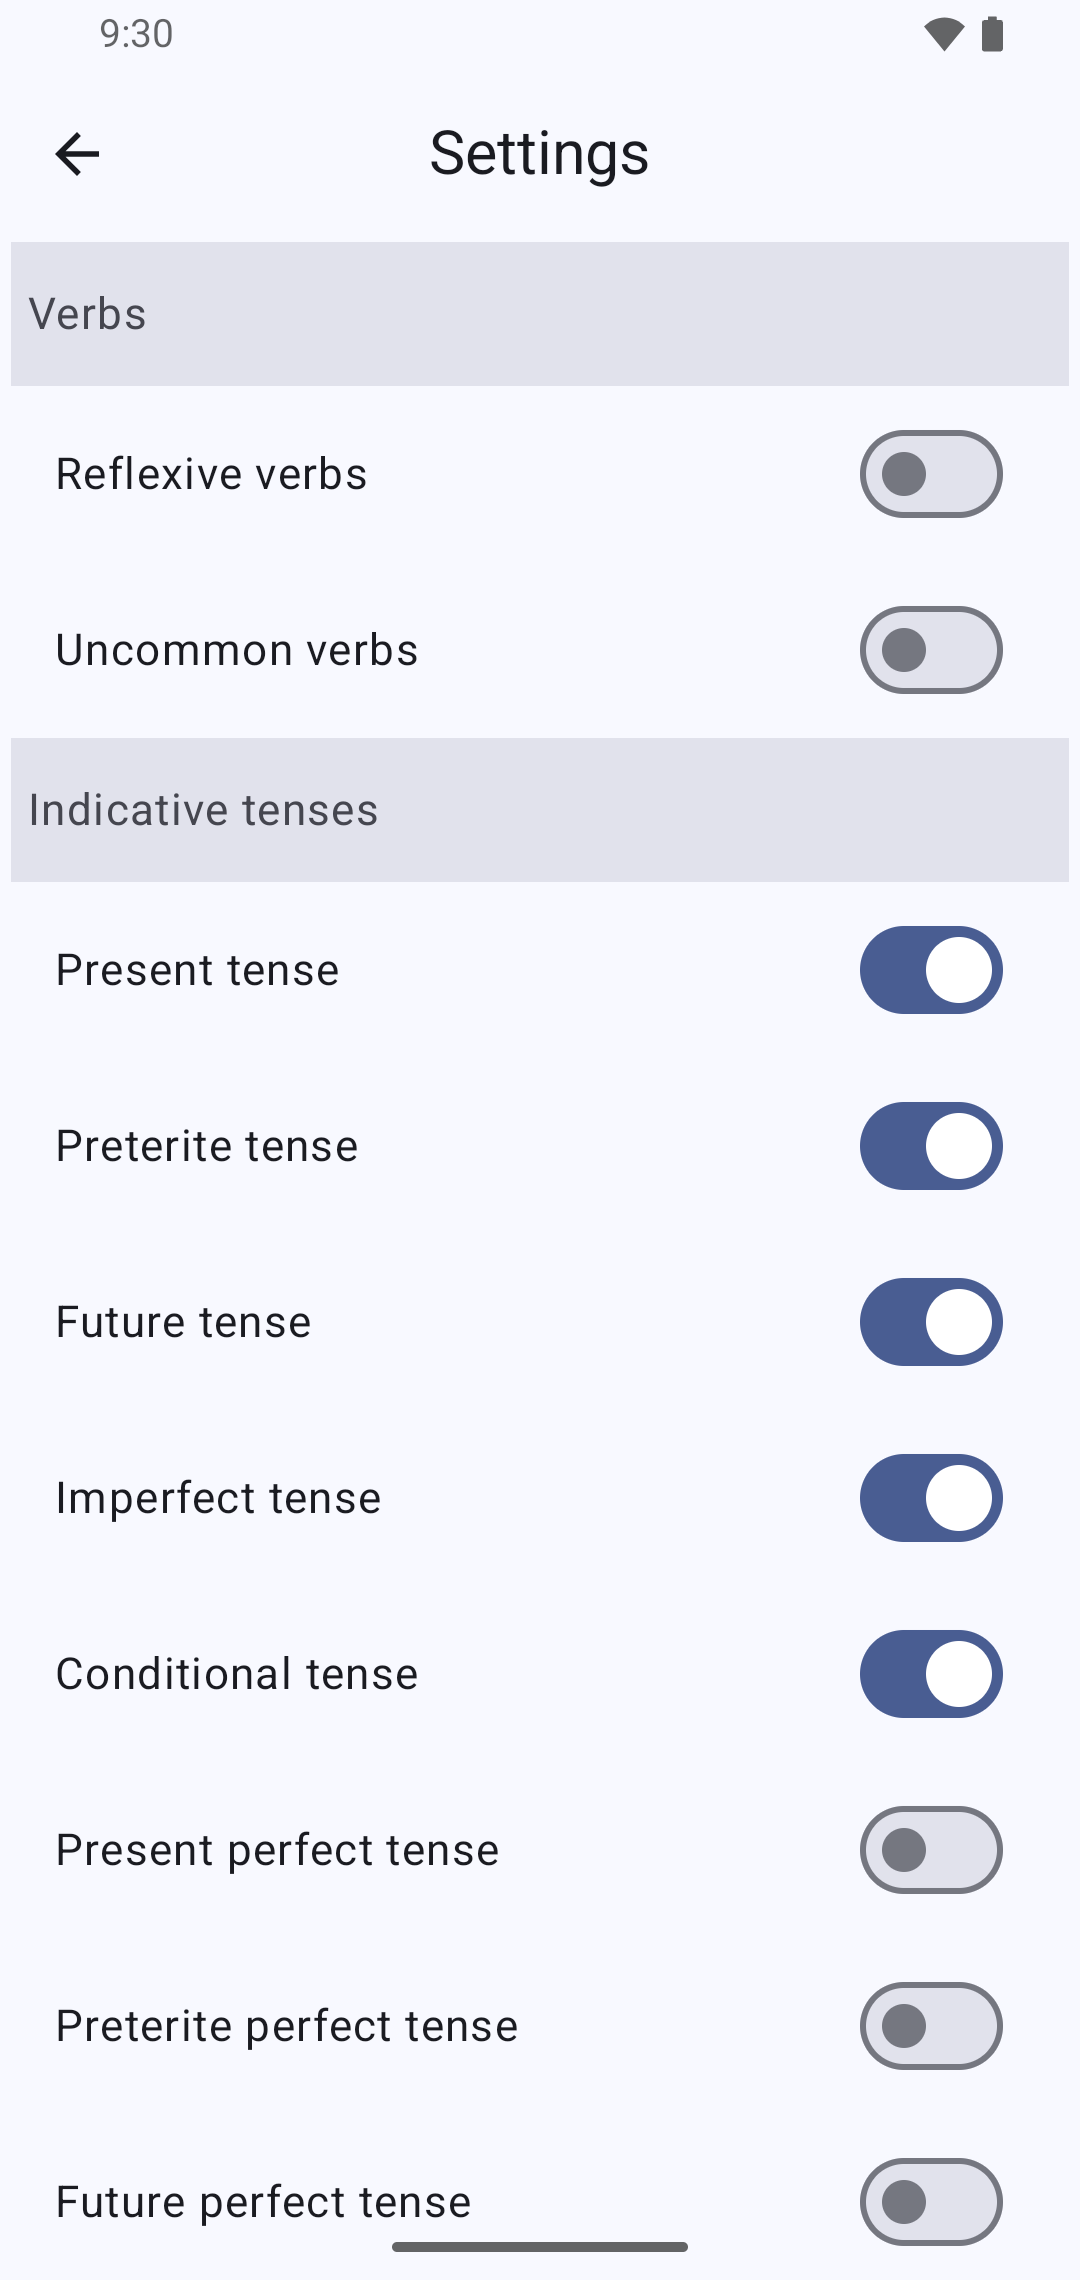 9:30
Settings
Verbs
Reflexive verbs
Uncommon verbs
Indicative tenses
Present tense
Preterite tense
Future tense
Imperfect tense
Conditional tense
Present perfect tense
Preterite perfect tense
Future perfect tense